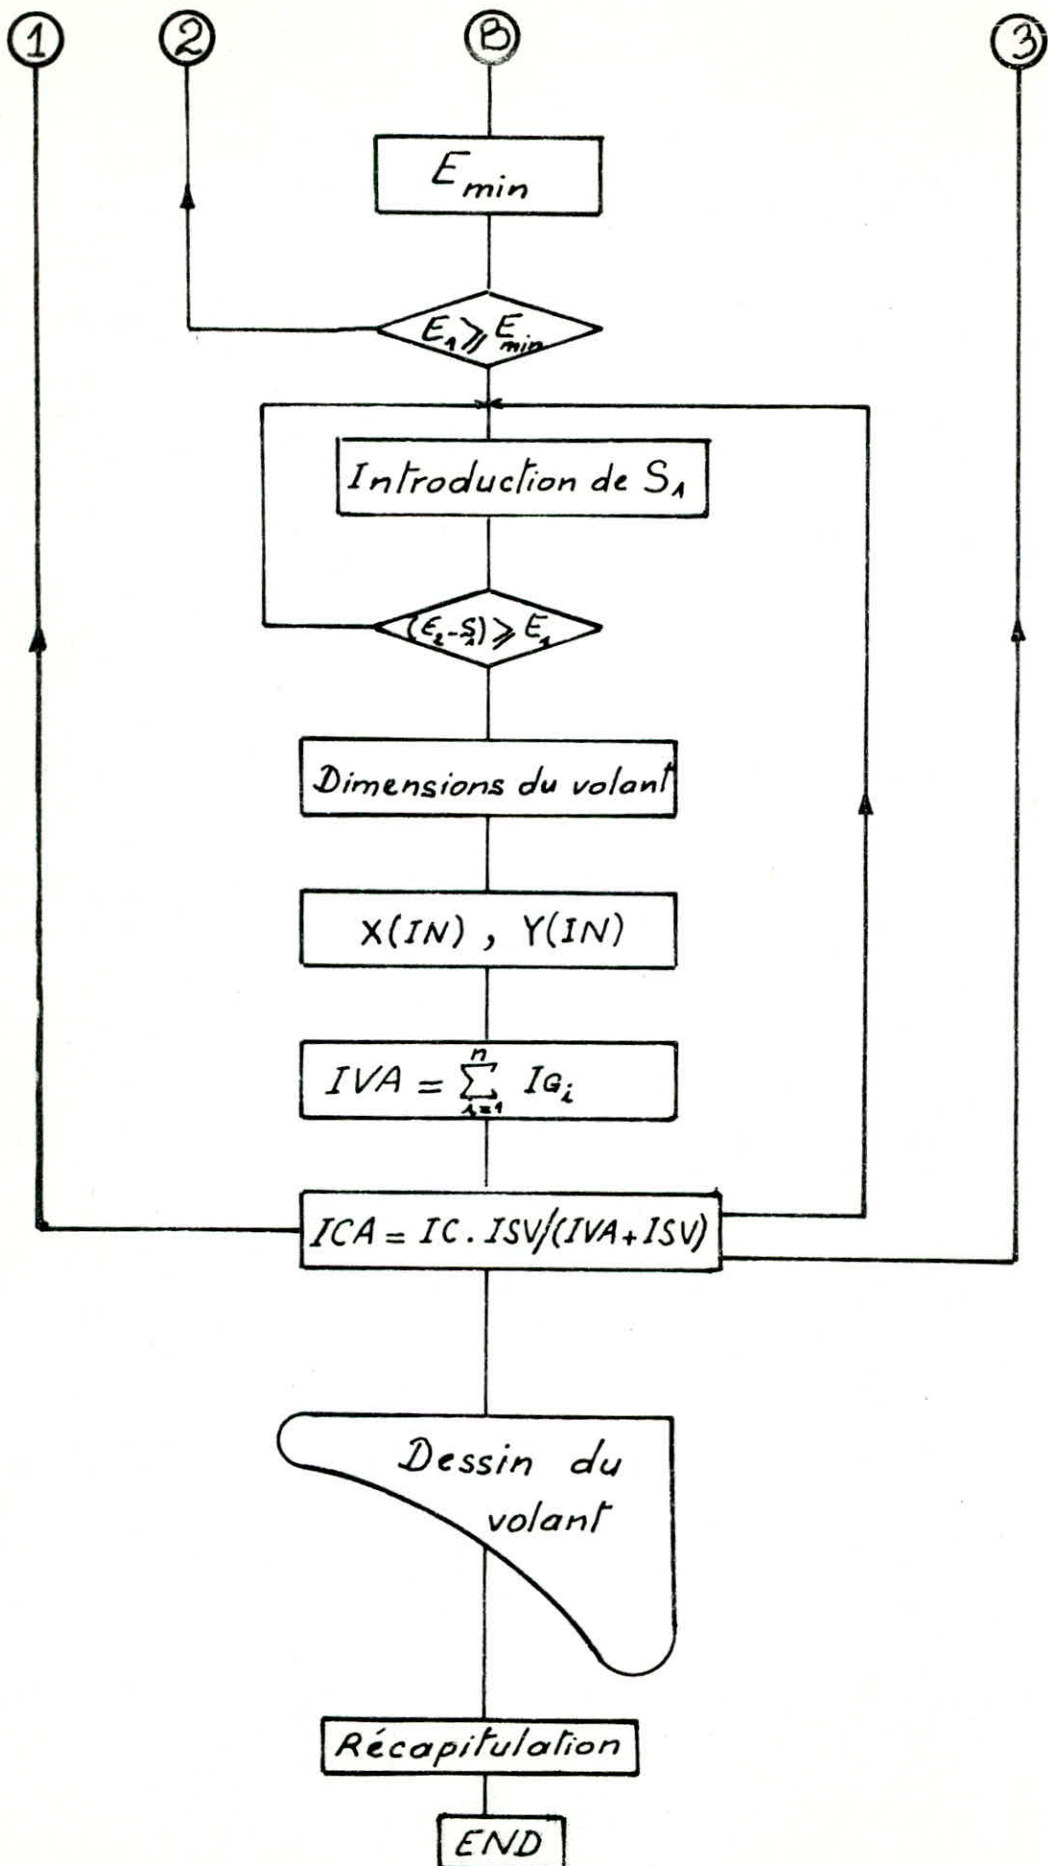 1 2 B 3
E min
E₁ ⩾ E min
Introduction de S₁
(E₂-S₁) ⩾ E₁
Dimensions du volant
X(IN) , Y(IN)
IVA = n∑i=1 IGᵢ
ICA = IC . ISV/(IVA+ISV)
Dessin du
volant
Récapitulation
END